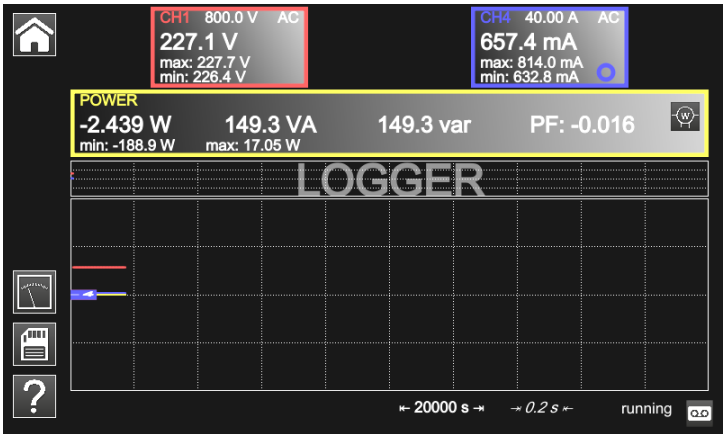 CH1 800.0 V AC
227.1 V
max: 227.7 V
min: 226.4 V
CH4 40.00 A AC
657.4 mA
max: 814.0 mA
min: 632.8 mA
POWER
-2.439 W 149.3 VA 149.3 var PF: -0.016
min: -188.9 W max: 17.05 W
W
LOGGER
?
⇤ 20000 s ⇥ ⇥ 0.2 s ⇤ running